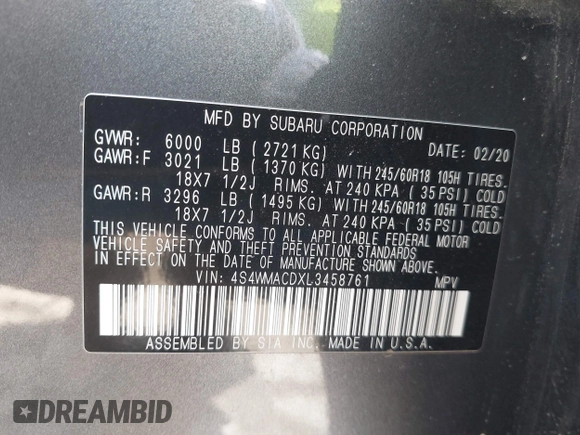 MFD BY SUBARU CORPORATION
GVWR: 6000 LB ( 2721 KG) DATE: 02/20
GAWR:F 3021 LB ( 1370 KG) WITH 245/60R18 105H TIRES.
18X7 1/2J RIMS. AT 240 KPA ( 35 PSI) COLD
GAWR:R 3296 LB ( 1495 KG) WITH 245/60R18 105H TIRES.
18X7 1/2J RIMS. AT 240 KPA ( 35 PSI) COLD
THIS VEHICLE CONFORMS TO ALL APPLICABLE FEDERAL MOTOR
VEHICLE SAFETY AND THEFT PREVENTION STANDARDS
IN EFFECT ON THE DATE OF MANUFACTURE SHOWN ABOVE.
VIN: 4S4WMACDXL3458761 MPV
ASSEMBLED BY SIA INC. MADE IN U.S.A.
DREAMBID